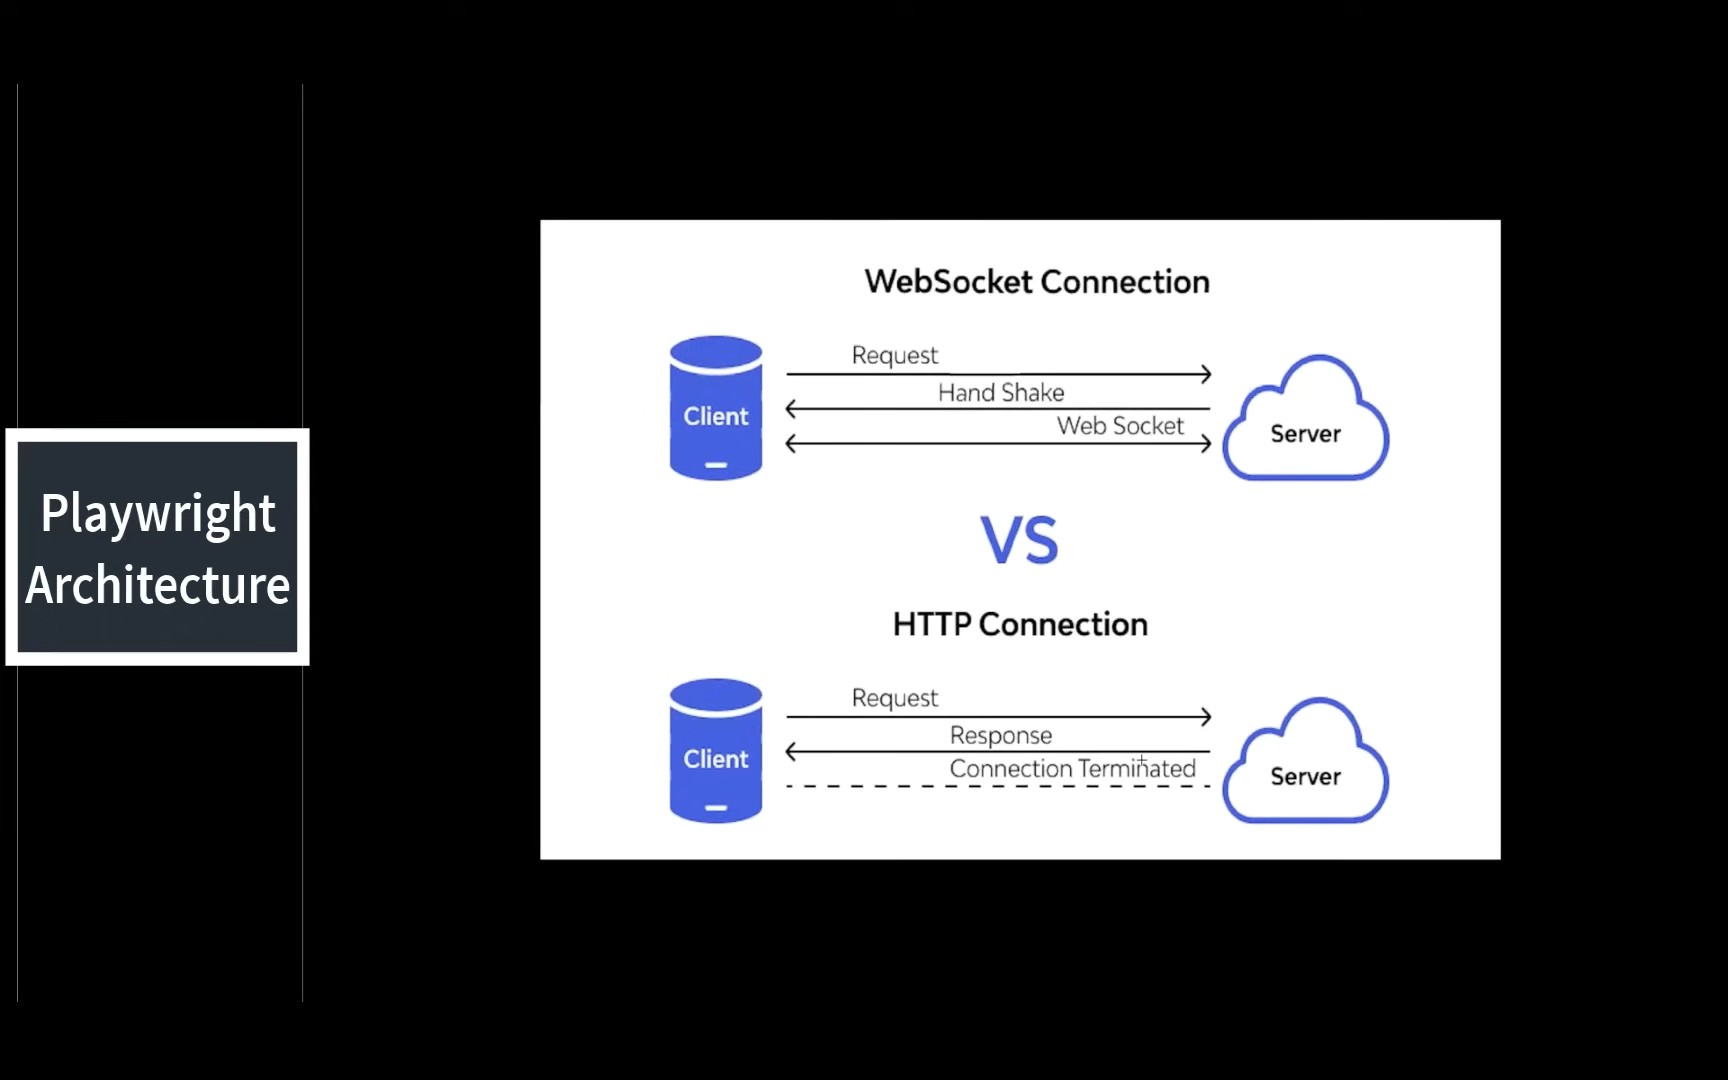 Playwright
Architecture
WebSocket Connection
Request
Hand Shake
Web Socket
Client
Server
VS
HTTP Connection
Request
Response
Connection Terminated
Client
Server